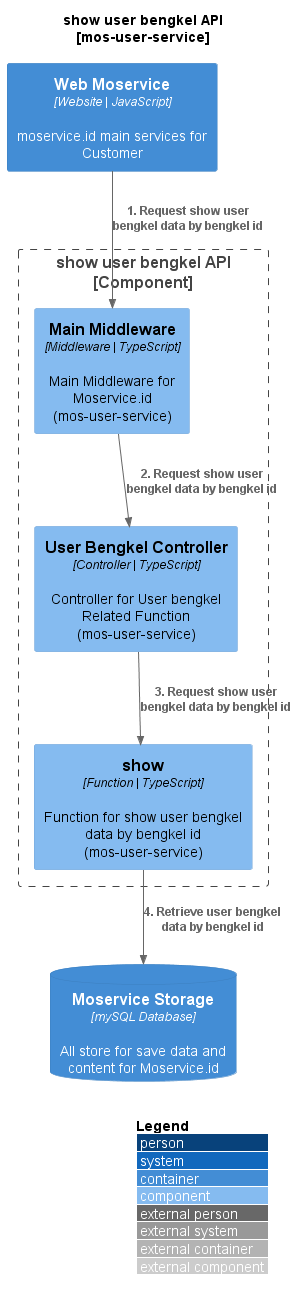 show user bengkel API
[mos-user-service]
Web Moservice
[Website | JavaScript]
moservice.id main services for
Customer
1. Request show user
bengkel data by bengkel id
show user bengkel API
[Component]
Main Middleware
[Middleware | TypeScript]
Main Middleware for
Moservice.id
(mos-user-service)
2. Request show user
bengkel data by bengkel id
User Bengkel Controller
[Controller | TypeScript]
Controller for User bengkel
Related Function
(mos-user-service)
3. Request show user
bengkel data by bengkel id
show
[Function | TypeScript]
Function for show user bengkel
data by bengkel id
(mos-user-service)
4. Retrieve user bengkel
data by bengkel id
Moservice Storage
[mySQL Database]
All store for save data and
content for Moservice.id
Legend
person
system
container
component
external person
external system
external container
external component